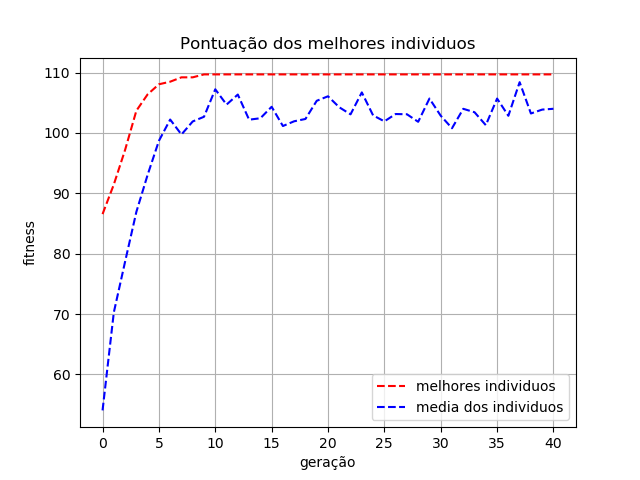 Pontuação dos melhores individuos
110
100
90
80
70
60
fitness
0 5 10 15 20 25 30 35 40
geração
melhores individuos
media dos individuos